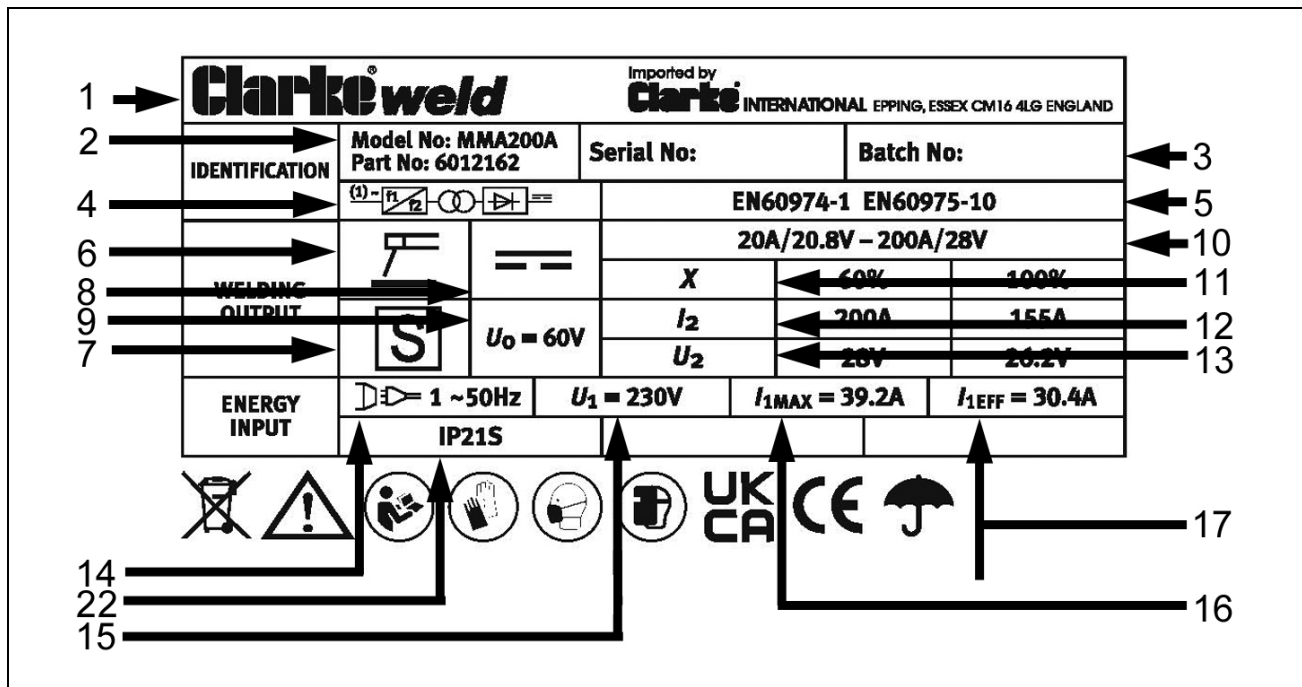 Clarke® weld
Imported by
Clarke® INTERNATIONAL EPPING, ESSEX CM16 4LG ENGLAND
1
2
IDENTIFICATION
Model No: MMA200A
Part No: 6012162
Serial No:
Batch No:
3
4
(1)~ f1 f2
EN60974-1 EN60975-10
5
6
20A/20.8V – 200A/28V
10
WELDING
OUTPUT
8
X 60% 100%
11
9
7
S
U0 = 60V
I2 200A 155A
12
U2 28V 26.2V
13
ENERGY
INPUT
1 ~50Hz
U1 = 230V
I1MAX = 39.2A
I1EFF = 30.4A
IP21S
UK
CA
CE
17
14
22
16
15